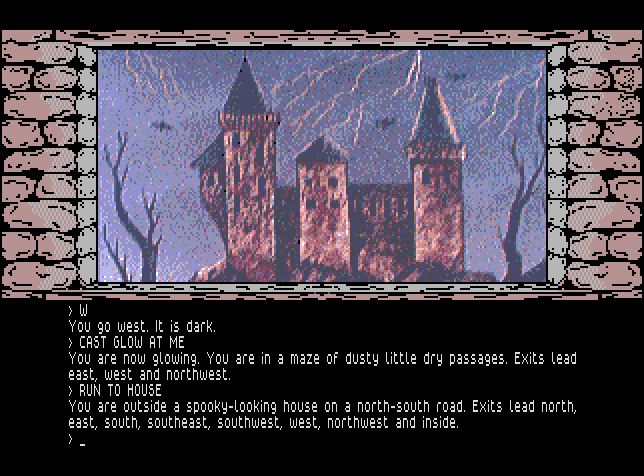 > W
You go west. It is dark.
> CAST GLOW AT ME
You are now glowing. You are in a maze of dusty little dry passages. Exits lead
east, west and northwest.
> RUN TO HOUSE
You are outside a spooky-looking house on a north-south road. Exits lead north,
east, south, southeast, southwest, west, northwest and inside.
> _